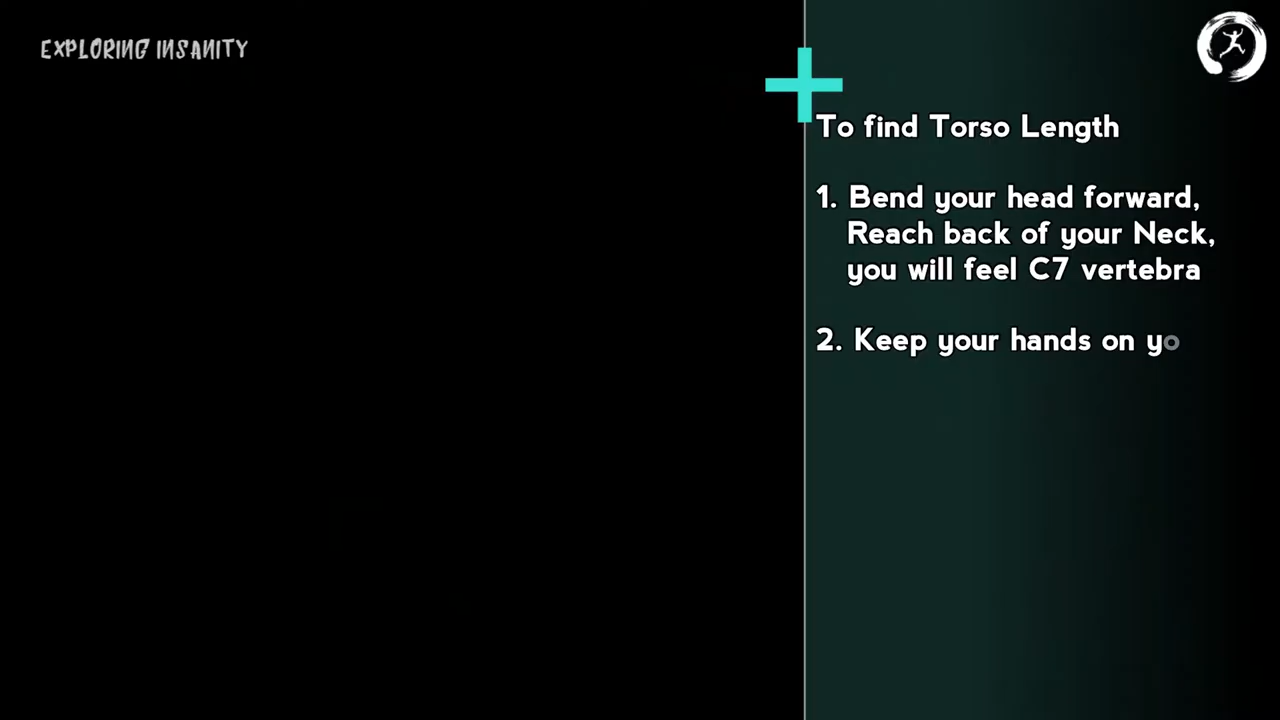 EXPLORING INSANITY
To find Torso Length
1. Bend your head forward,
Reach back of your Neck,
you will feel C7 vertebra
2. Keep your hands on yo